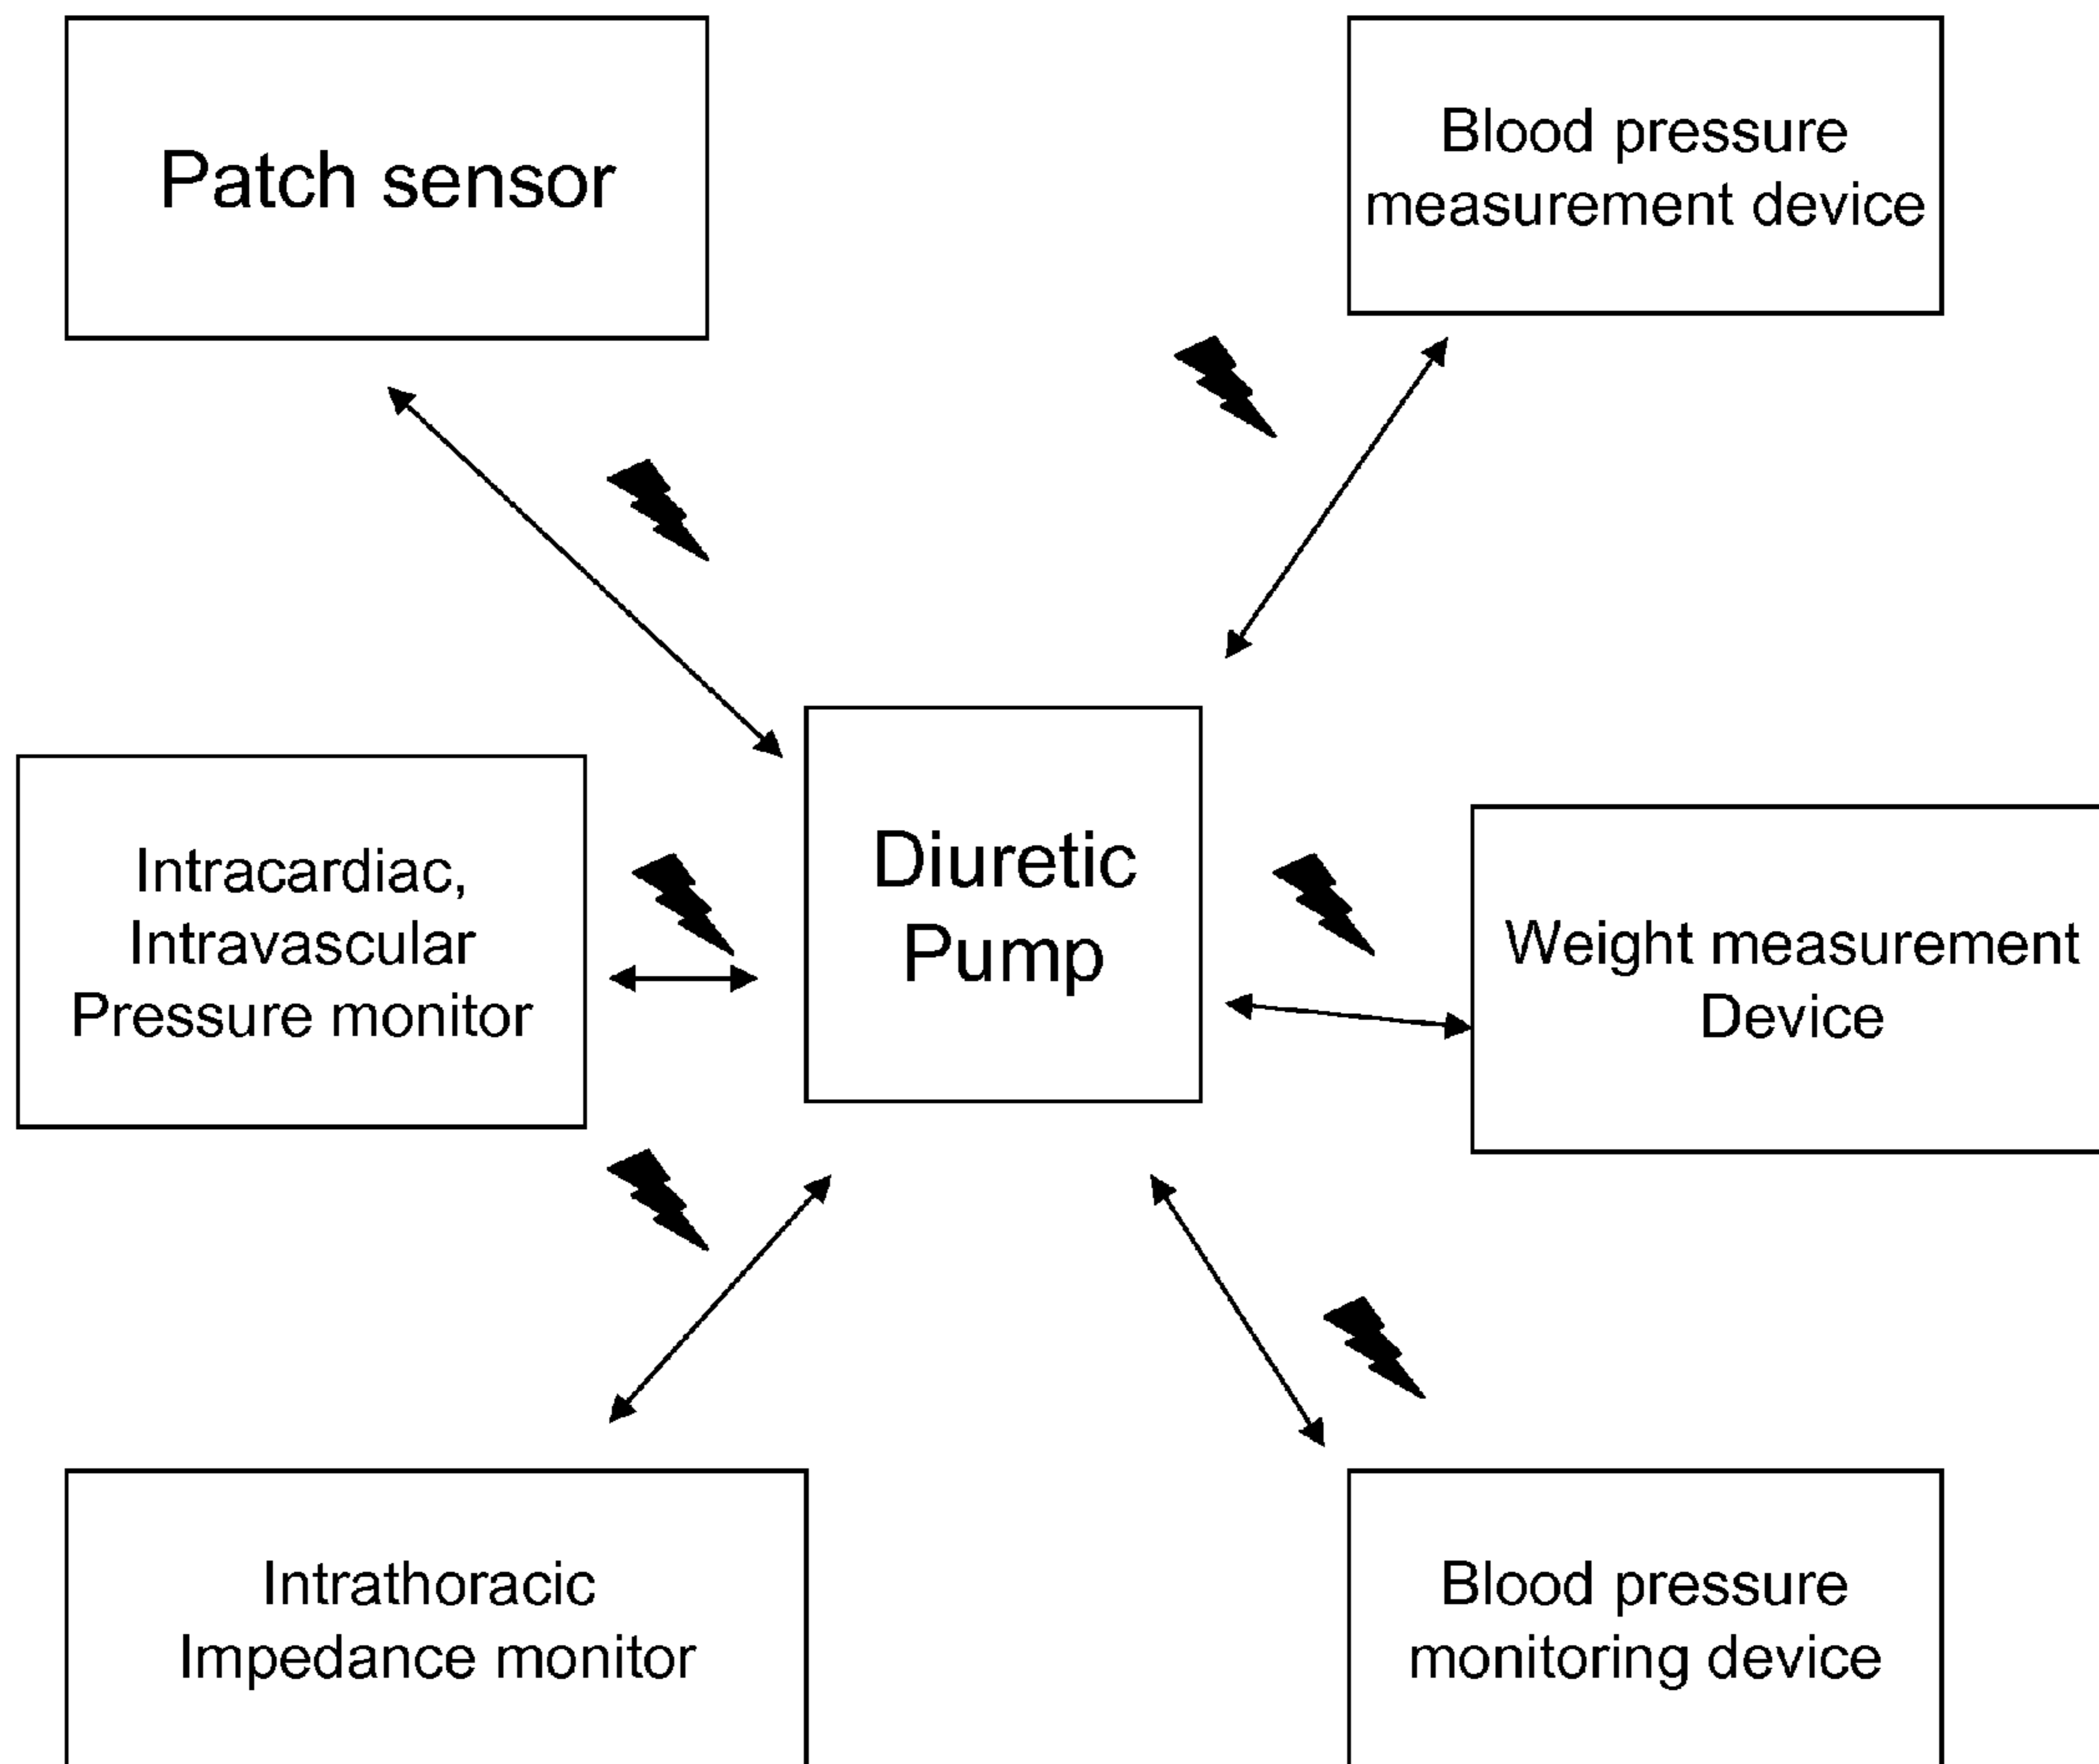 Patch sensor
Blood pressure
measurement device
Intracardiac,
Intravascular
Pressure monitor
Diuretic
Pump
Weight measurement
Device
Intrathoracic
Impedance monitor
Blood pressure
monitoring device